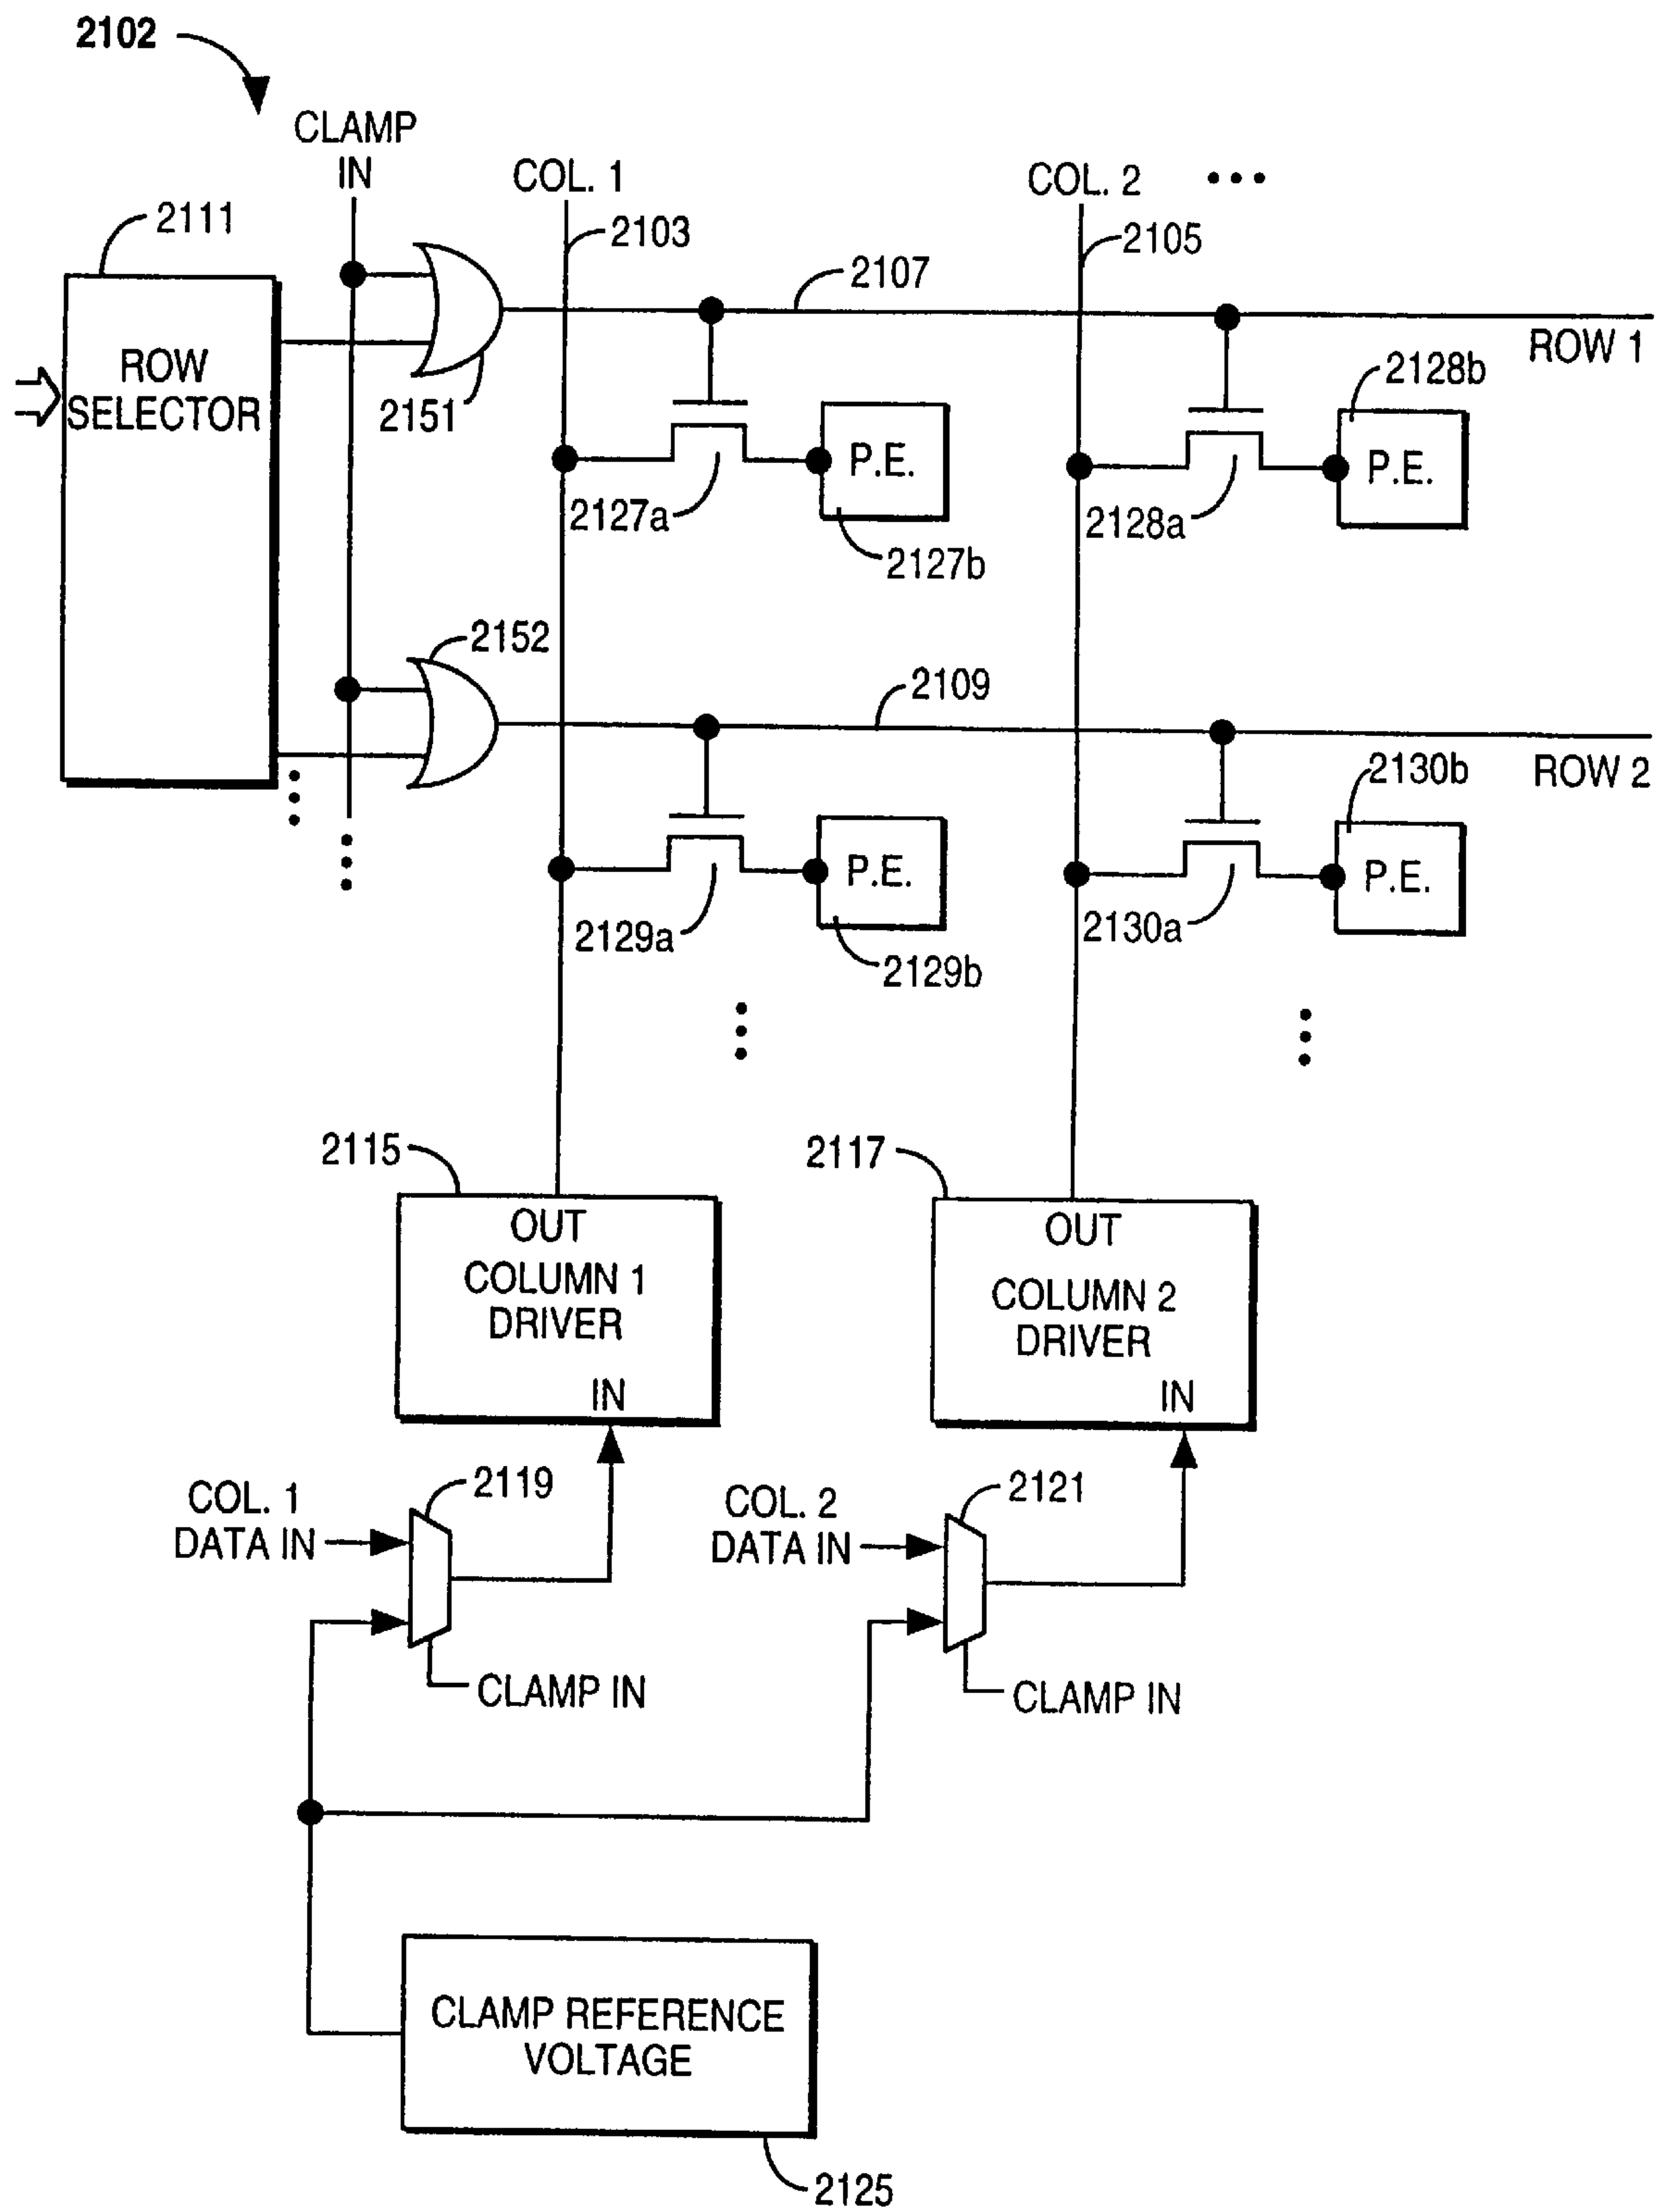 2102
CLAMP
IN
COL. 1
COL. 2
2111
2103
2105
2107
ROW
SELECTOR
2151
ROW 1
2128b
P.E.
P.E.
2127a
2128a
2127b
2152
2109
ROW 2
2130b
P.E.
P.E.
2129a
2130a
2129b
2115
2117
OUT
COLUMN 1
DRIVER
IN
OUT
COLUMN 2
DRIVER
IN
COL. 1
DATA IN
2119
COL. 2
DATA IN
2121
CLAMP IN
CLAMP IN
CLAMP REFERENCE
VOLTAGE
2125